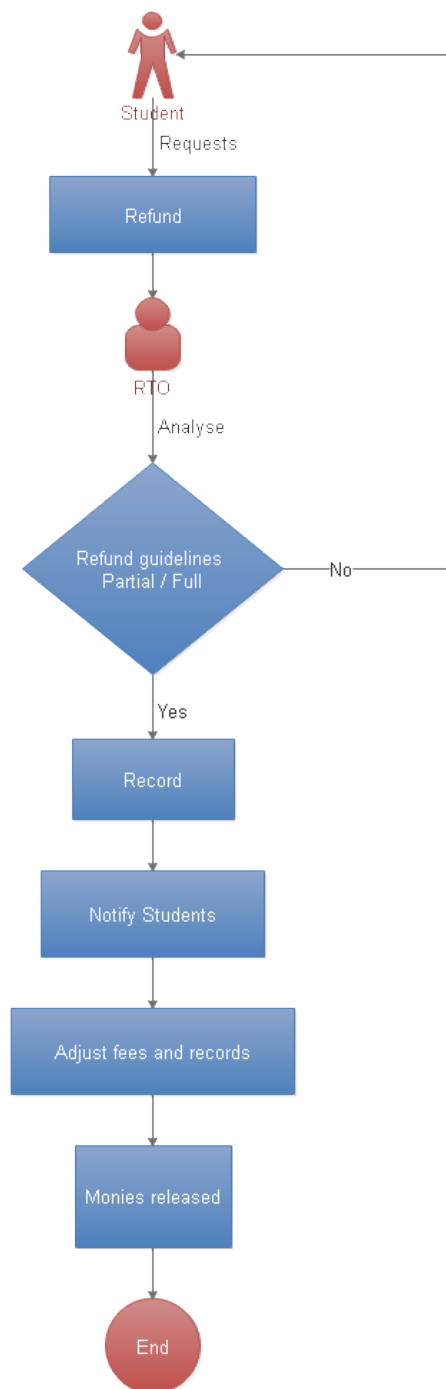 Student
Requests
Refund
RTO
Analyse
Refund guidelines
Partial / Full
No
Yes
Record
Notify Students
Adjust fees and records
Monies released
End